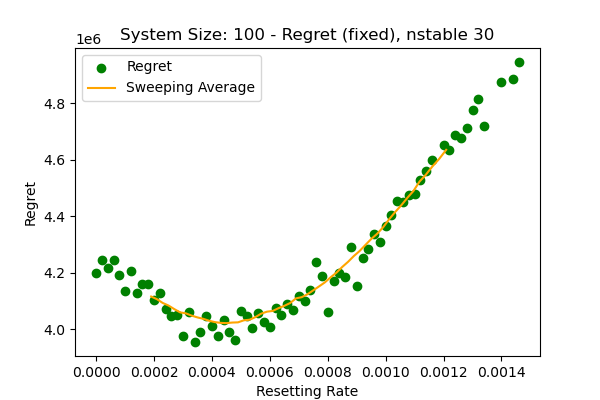 System Size: 100 - Regret (fixed), nstable 30
1e6
Regret
Sweeping Average
4.8
4.6
4.4
4.2
4.0
Regret
0.0000 0.0002 0.0004 0.0006 0.0008 0.0010 0.0012 0.0014
Resetting Rate